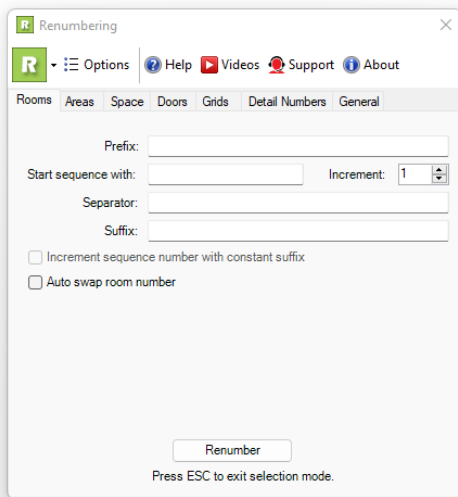 R Renumbering
R Options Help Videos Support About
Rooms Areas Space Doors Grids Detail Numbers General
Prefix:
Start sequence with: Increment: 1
Separator:
Suffix:
Increment sequence number with constant suffix
Auto swap room number
Renumber
Press ESC to exit selection mode.